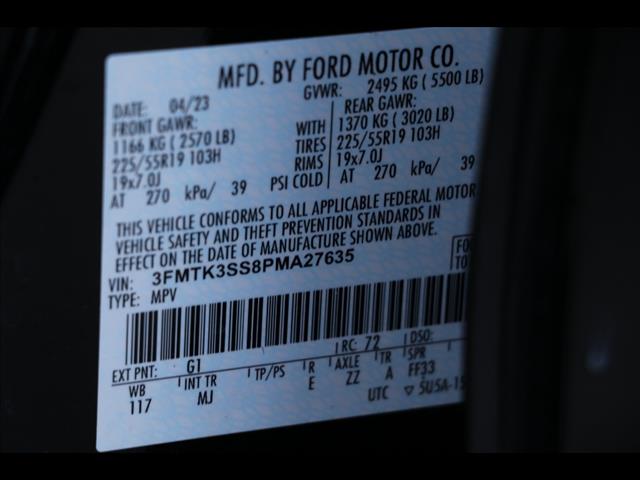 MFD. BY FORD MOTOR CO.
DATE: 04/23 GVWR: 2495 KG ( 5500 LB)
FRONT GAWR: REAR GAWR:
1166 KG ( 2570 LB) WITH 1370 KG ( 3020 LB)
225/55R19 103H TIRES 225/55R19 103H
19x7.0J RIMS 19x7.0J
AT 270 kPa/ 39 PSI COLD AT 270 kPa/ 39
THIS VEHICLE CONFORMS TO ALL APPLICABLE FEDERAL MOTOR
VEHICLE SAFETY AND THEFT PREVENTION STANDARDS IN
EFFECT ON THE DATE OF MANUFACTURE SHOWN ABOVE.
VIN: 3FMTK3SS8PMA27635
TYPE: MPV
EXT PNT: G1 RC: 72 DSO:
WB INT TR TP/PS R AXLE TR SPR
117 MJ E ZZ A FF33
UTC ▽ 5U5A-15